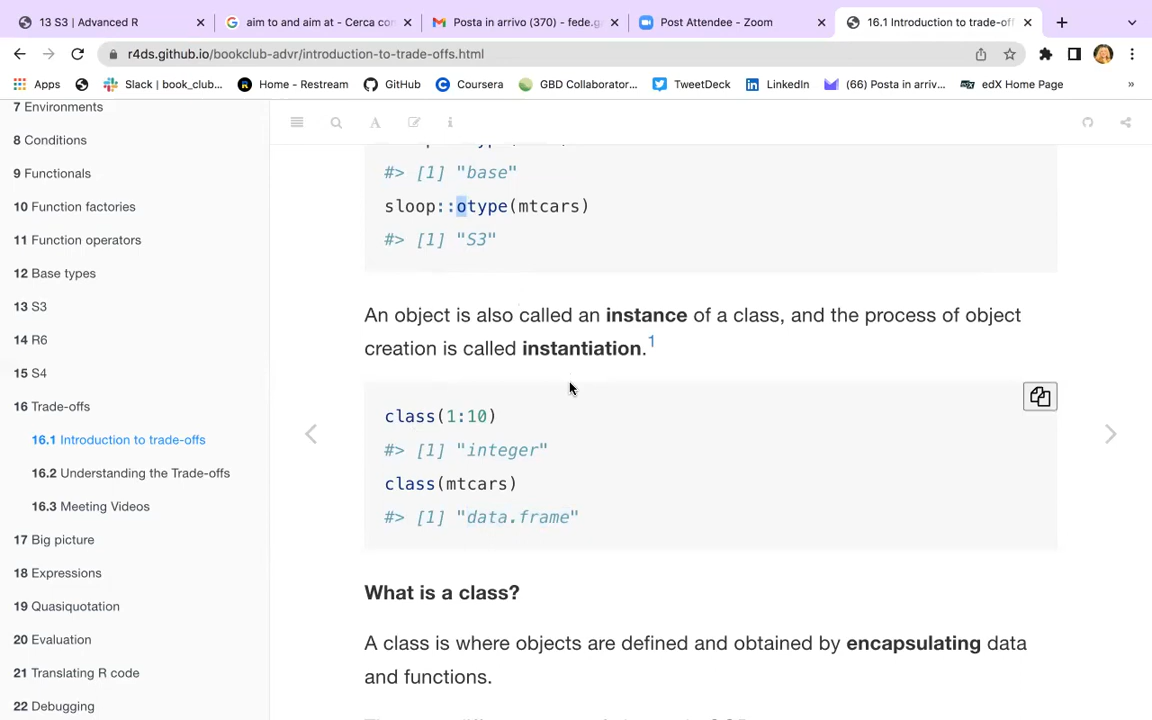 13 S3 | Advanced R
aim to and aim at - Cerca con
Posta in arrivo (370) - fede.ga
Post Attendee - Zoom
16.1 Introduction to trade-off
r4ds.github.io/bookclub-advr/introduction-to-trade-offs.html
Apps
Slack | book_club...
Home - Restream
GitHub
Coursera
GBD Collaborator...
TweetDeck
LinkedIn
(66) Posta in arriv...
edX Home Page
»
7 Environments
8 Conditions
9 Functionals
10 Function factories
11 Function operators
12 Base types
13 S3
14 R6
15 S4
16 Trade-offs
16.1 Introduction to trade-offs
16.2 Understanding the Trade-offs
16.3 Meeting Videos
17 Big picture
18 Expressions
19 Quasiquotation
20 Evaluation
21 Translating R code
22 Debugging
#> [1] "base"
sloop::otype(mtcars)
#> [1] "S3"
An object is also called an instance of a class, and the process of object
creation is called instantiation.1
class(1:10)
#> [1] "integer"
class(mtcars)
#> [1] "data.frame"
What is a class?
A class is where objects are defined and obtained by encapsulating data
and functions.